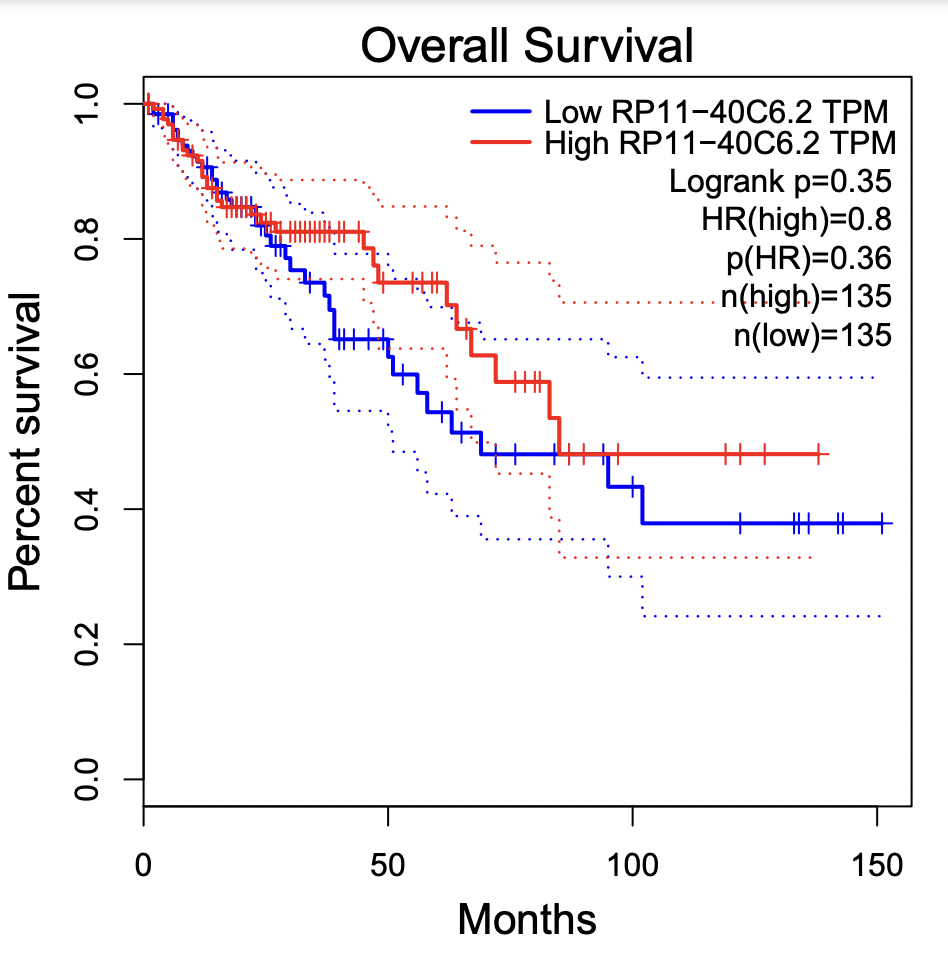 Overall Survival
Low RP11−40C6.2 TPM
High RP11−40C6.2 TPM
Logrank p=0.35
HR(high)=0.8
p(HR)=0.36
n(high)=135
n(low)=135
Percent survival
1.0
0.8
0.6
0.4
0.2
0.0
0 50 100 150
Months